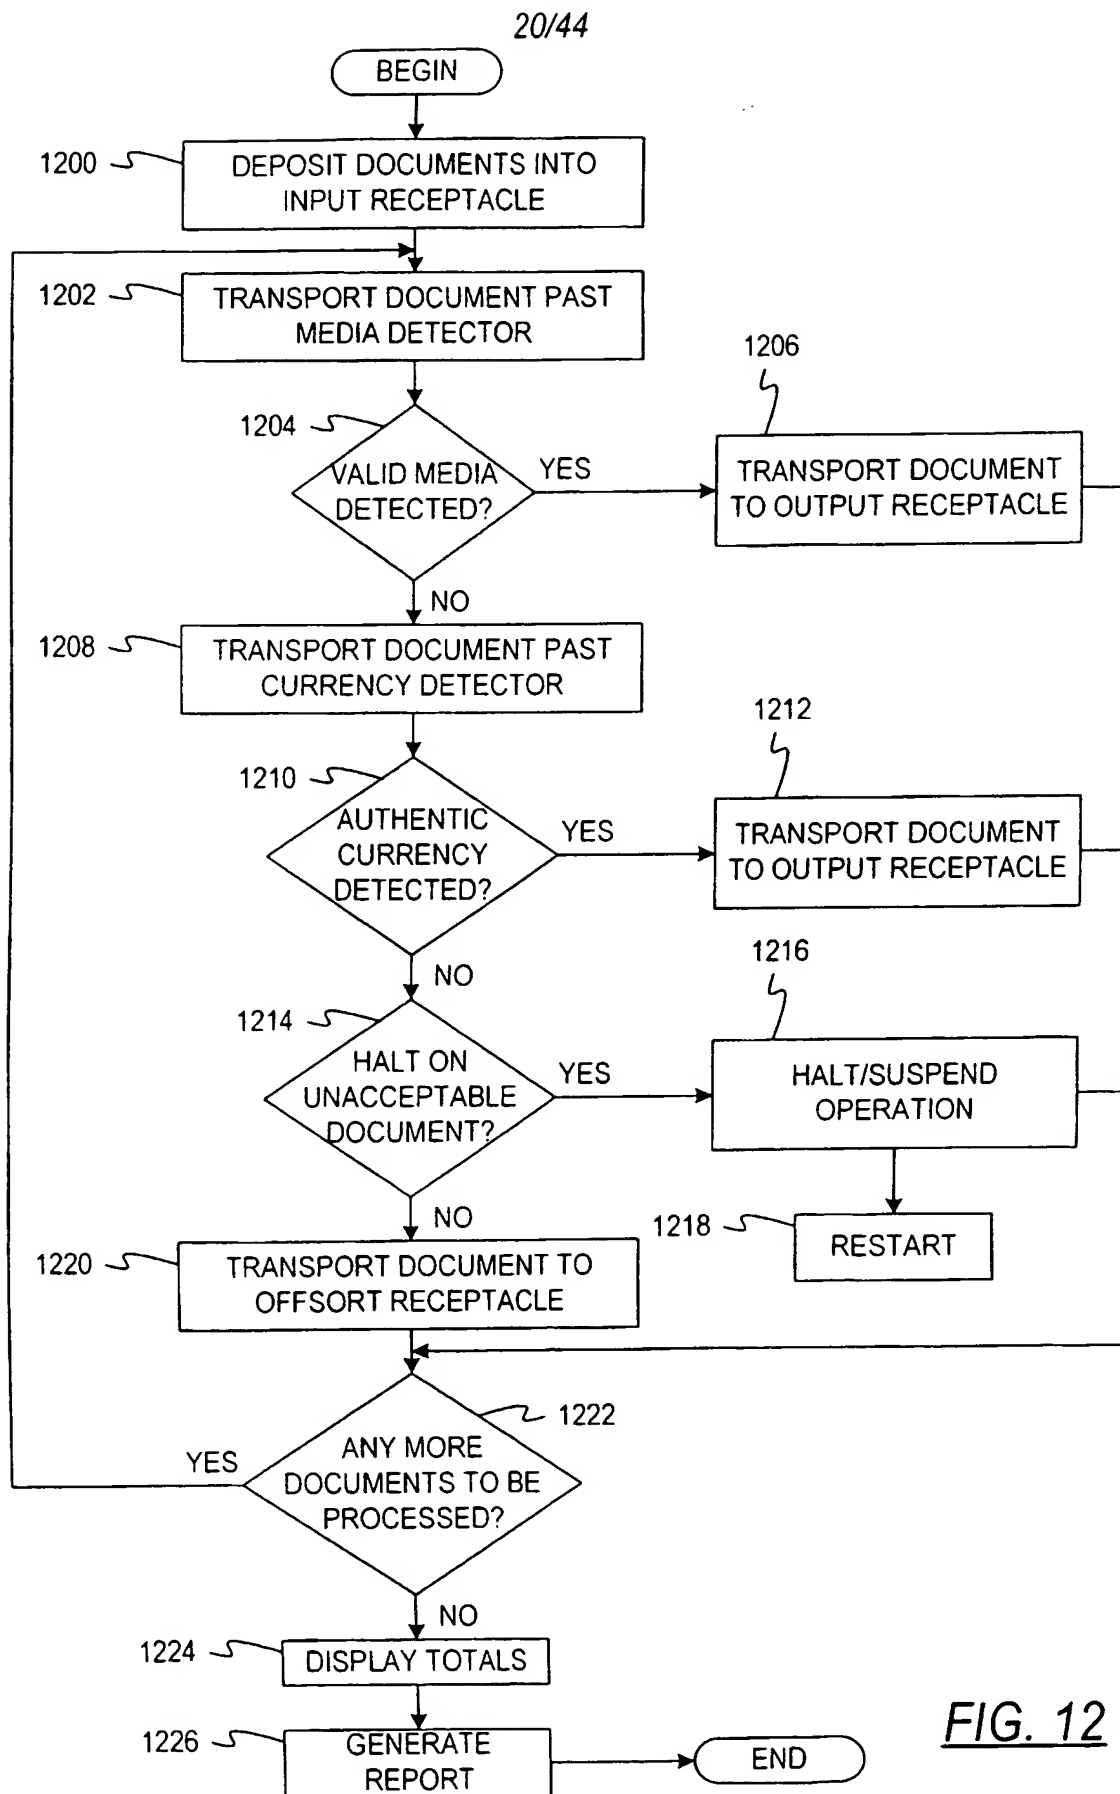 20/44
BEGIN
1200
DEPOSIT DOCUMENTS INTO
INPUT RECEPTACLE
1202
TRANSPORT DOCUMENT PAST
MEDIA DETECTOR
1204
VALID MEDIA
DETECTED?
YES
1206
TRANSPORT DOCUMENT
TO OUTPUT RECEPTACLE
NO
1208
TRANSPORT DOCUMENT PAST
CURRENCY DETECTOR
1210
AUTHENTIC
CURRENCY
DETECTED?
YES
1212
TRANSPORT DOCUMENT
TO OUTPUT RECEPTACLE
NO
1214
HALT ON
UNACCEPTABLE
DOCUMENT?
YES
1216
HALT/SUSPEND
OPERATION
1218
RESTART
NO
1220
TRANSPORT DOCUMENT TO
OFFSORT RECEPTACLE
1222
ANY MORE
DOCUMENTS TO BE
PROCESSED?
YES
NO
1224
DISPLAY TOTALS
1226
GENERATE
REPORT
END
FIG. 12